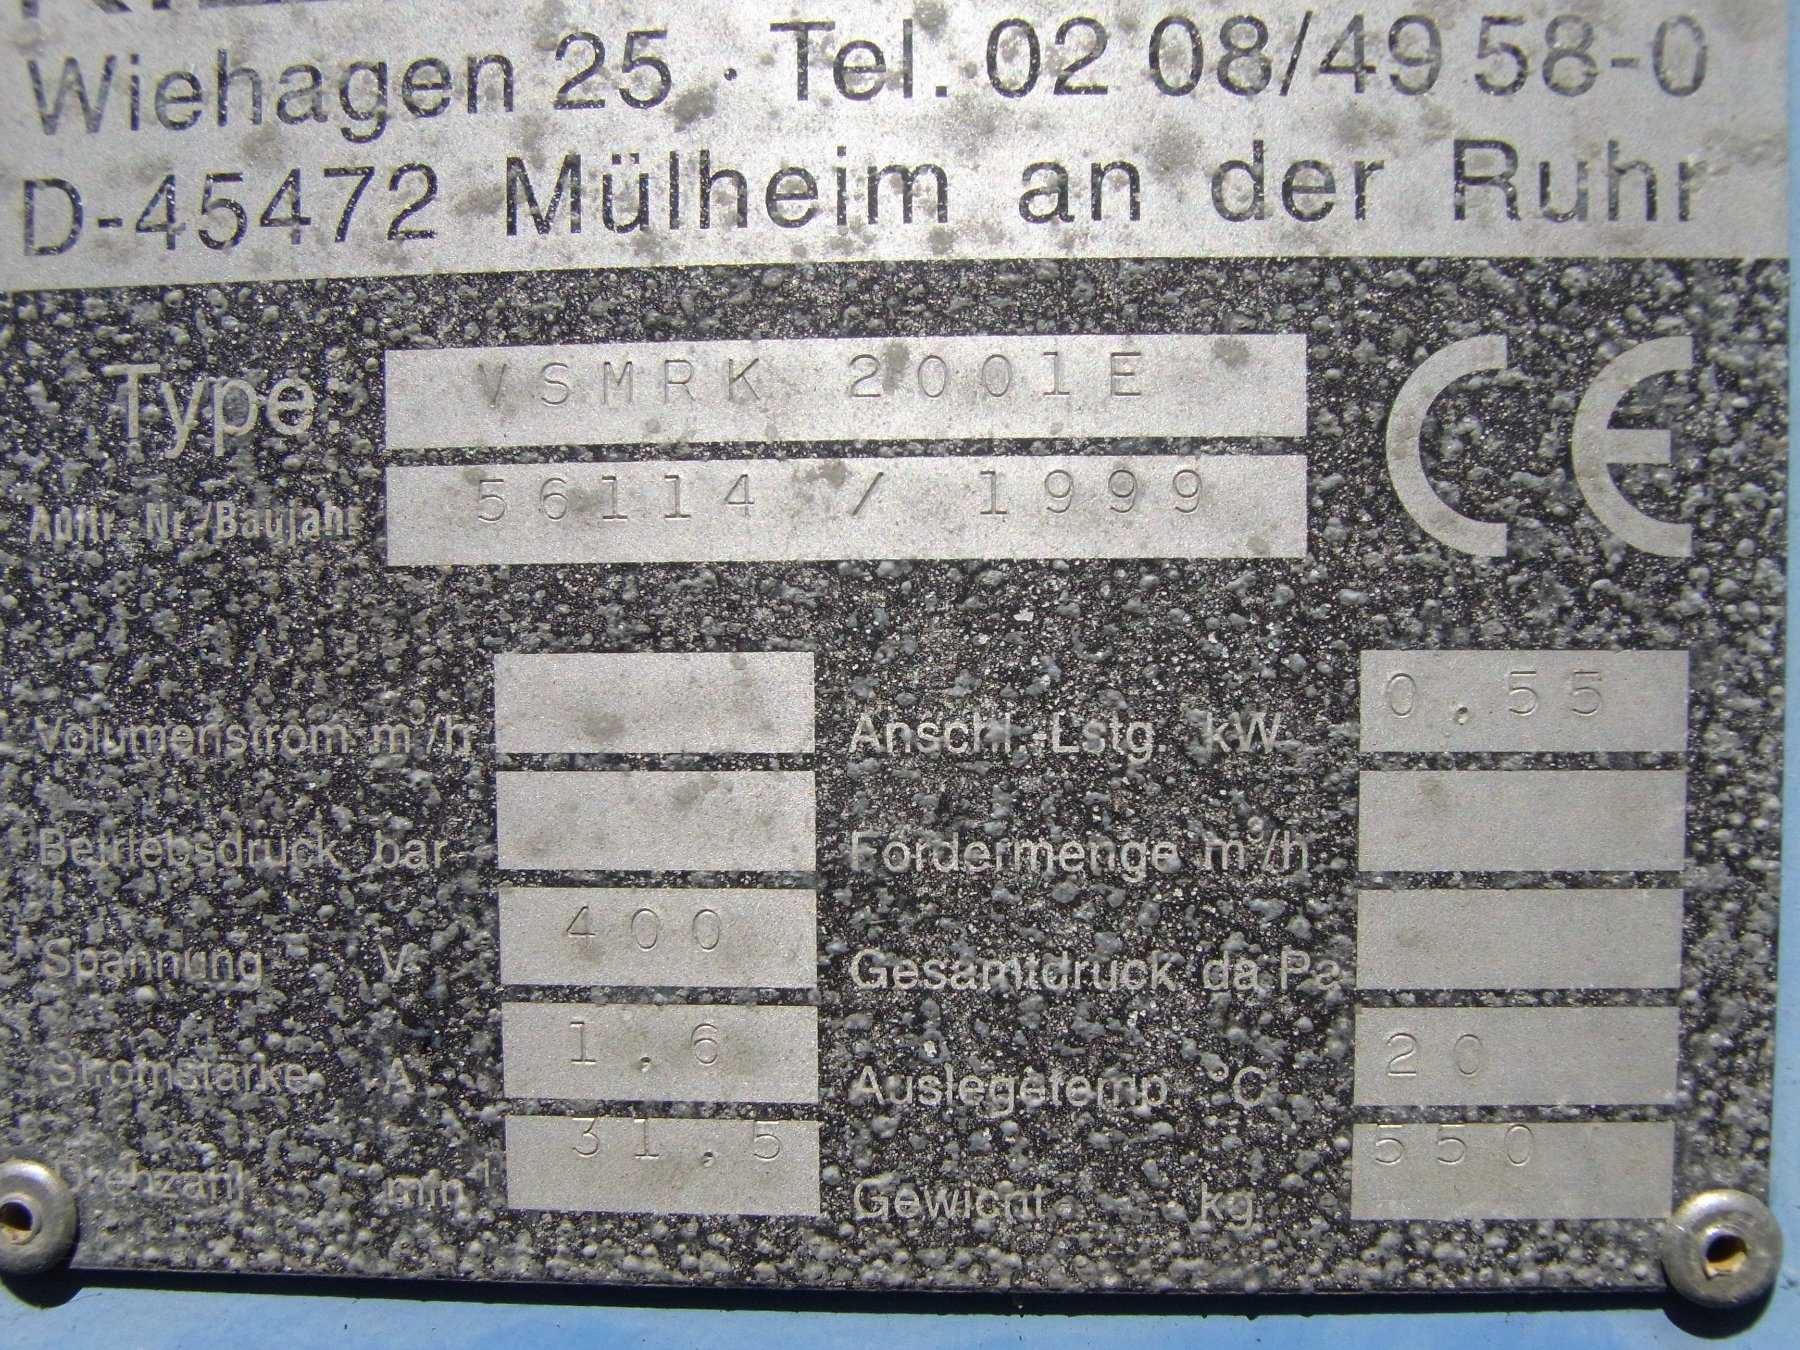 Wiehagen 25 · Tel. 02 08/49 58-0
D-45472 Mülheim an der Ruhr
Type: VSMRK 2001E
Auftr.-Nr./Baujahr 56114 / 1999
CE
Volumenstrom m³/h
Anschl.-Lstg. kW 0.55
Betriebsdruck bar
Fördermenge m³/h
Spannung V 400
Gesamtdruck da Pa
Stromstärke A 1.6
Auslegetemp. °C 20
Drehzahl min⁻¹ 31.5
Gewicht kg 550